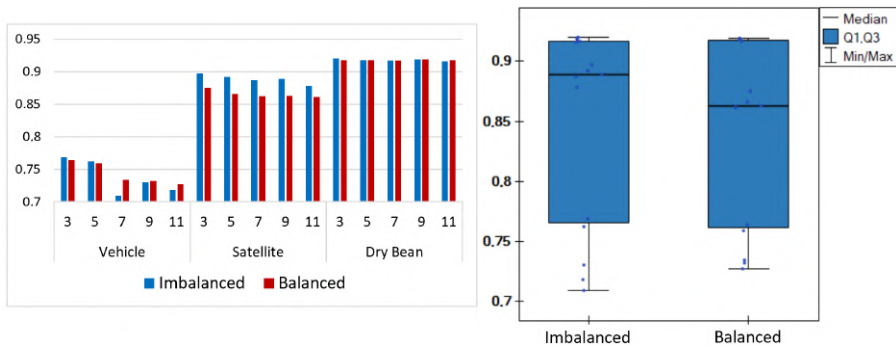 0.95
0.9
0.85
0.8
0.75
0.7
3 5 7 9 11 3 5 7 9 11 3 5 7 9 11
Vehicle Satellite Dry Bean
Imbalanced Balanced
0.9
0.85
0.8
0.75
0.7
Imbalanced Balanced
Median
Q1,Q3
Min/Max